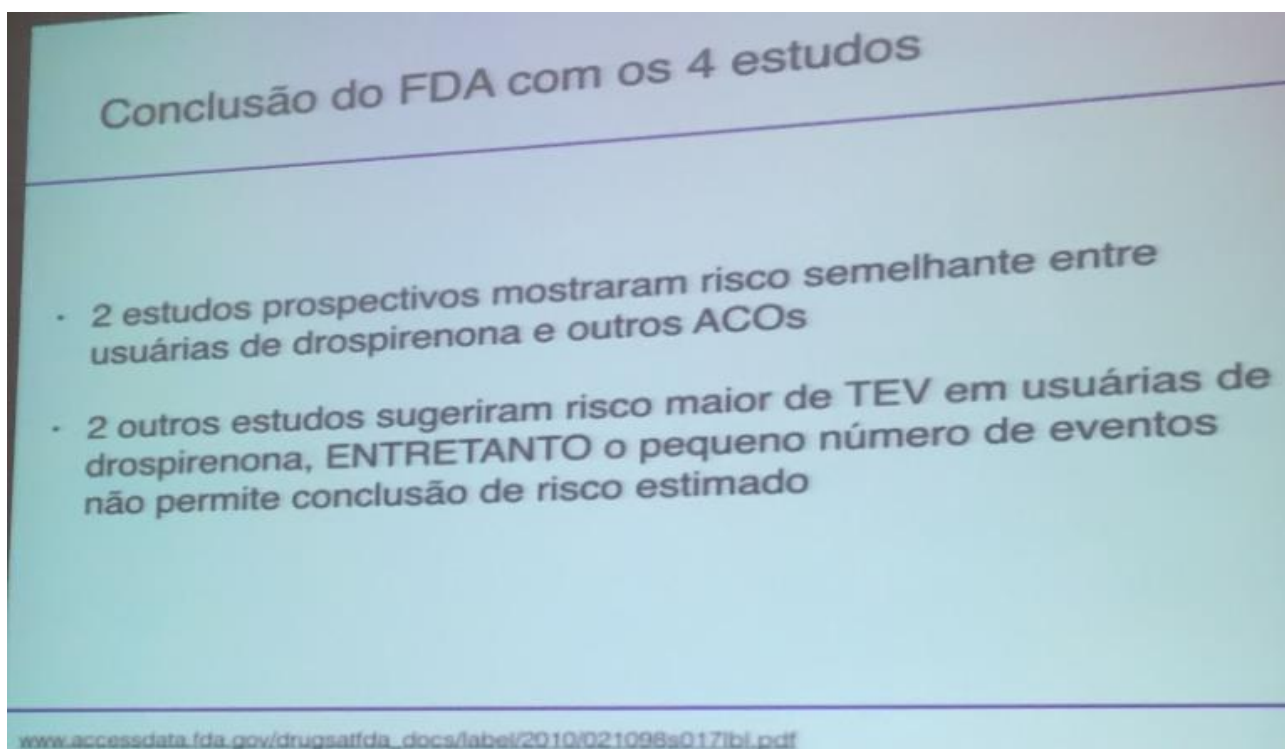 Conclusão do FDA com os 4 estudos
· 2 estudos prospectivos mostraram risco semelhante entre
usuárias de drospirenona e outros ACOs
· 2 outros estudos sugeriram risco maior de TEV em usuárias de
drospirenona, ENTRETANTO o pequeno número de eventos
não permite conclusão de risco estimado
www.accessdata.fda.gov/drugsatfda_docs/label/2010/021098s017lbl.pdf